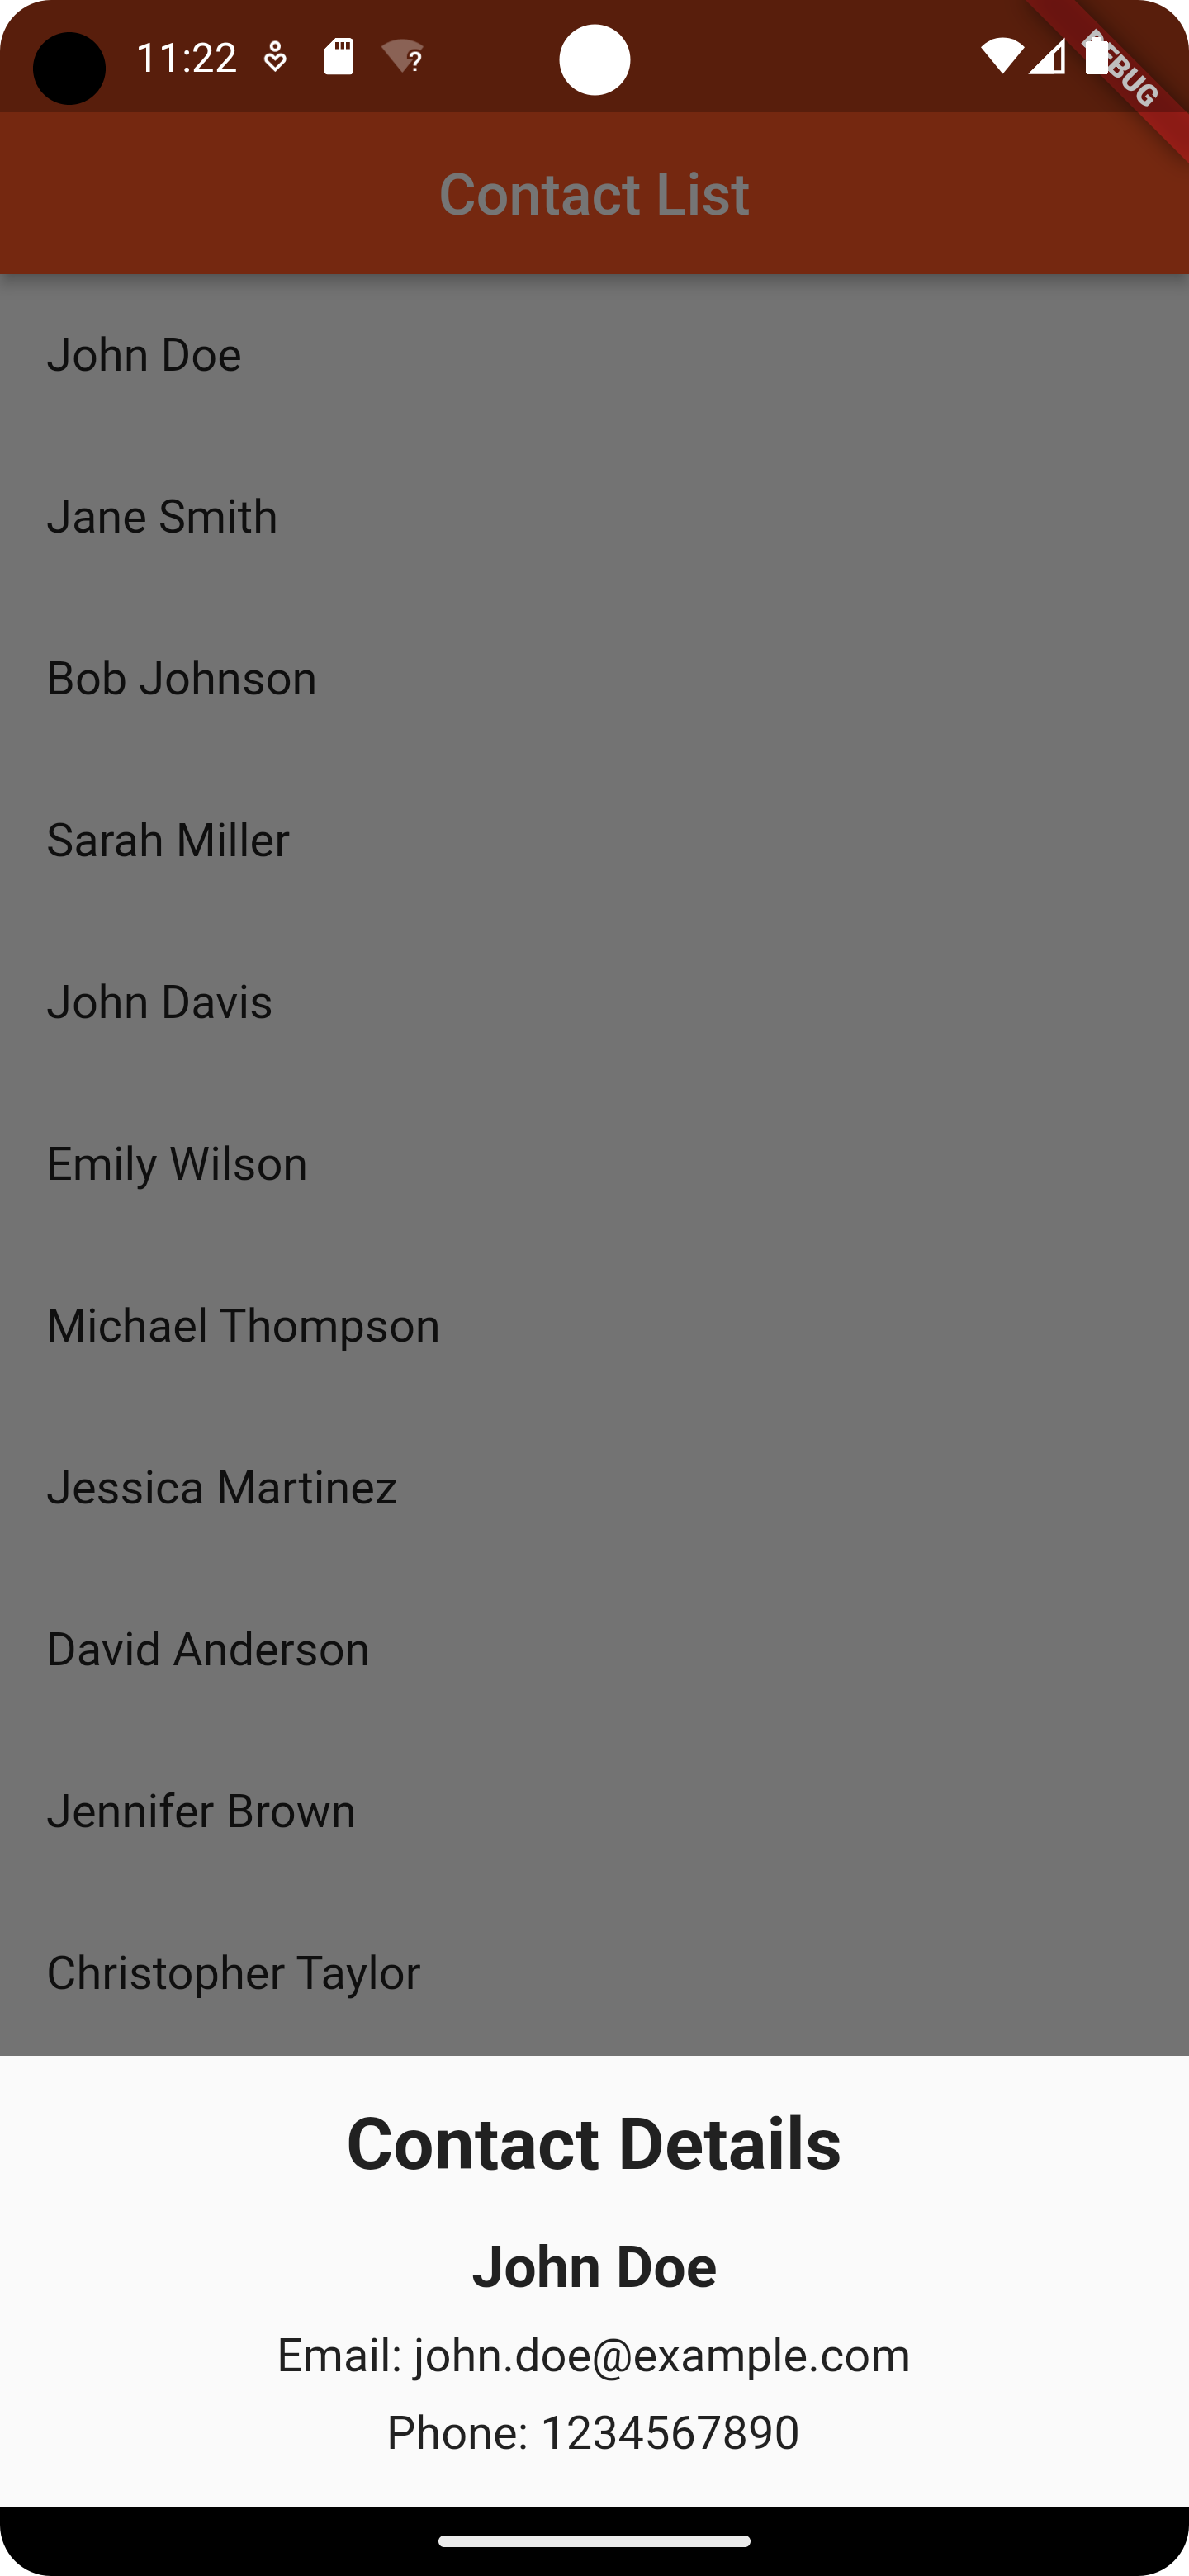 11:22
?
DEBUG
Contact List
John Doe
Jane Smith
Bob Johnson
Sarah Miller
John Davis
Emily Wilson
Michael Thompson
Jessica Martinez
David Anderson
Jennifer Brown
Christopher Taylor
Contact Details
John Doe
Email: john.doe@example.com
Phone: 1234567890